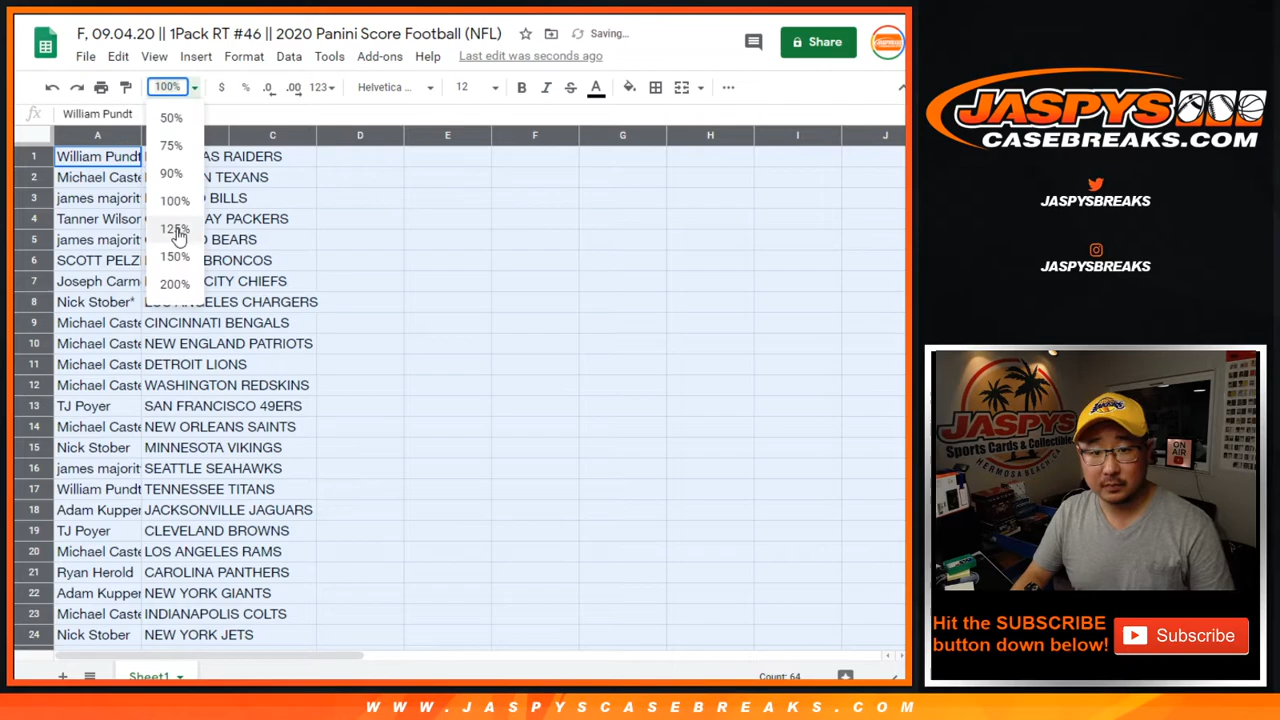 F, 09.04.20 || 1Pack RT #46 || 2020 Panini Score Football (NFL)
Saving...
File Edit View Insert Format Data Tools Add-ons Help Last edit was seconds ago
Share
100% $ % .0 .00 123 Helvetica ... 12 B I S A
fx William Pundt
50%
75%
90%
100%
125%
150%
200%
A C D E F G H I J
1 William Pundt AS RAIDERS
2 Michael Caste N TEXANS
3 james majorit BILLS
4 Tanner Wilson AY PACKERS
5 james majorit O BEARS
6 SCOTT PELZ BRONCOS
7 Joseph Carm CITY CHIEFS
8 Nick Stober* LOS ANGELES CHARGERS
9 Michael Caste CINCINNATI BENGALS
10 Michael Caste NEW ENGLAND PATRIOTS
11 Michael Caste DETROIT LIONS
12 Michael Caste WASHINGTON REDSKINS
13 TJ Poyer SAN FRANCISCO 49ERS
14 Michael Caste NEW ORLEANS SAINTS
15 Nick Stober MINNESOTA VIKINGS
16 james majorit SEATTLE SEAHAWKS
17 William Pundt TENNESSEE TITANS
18 Adam Kupper JACKSONVILLE JAGUARS
19 TJ Poyer CLEVELAND BROWNS
20 Michael Caste LOS ANGELES RAMS
21 Ryan Herold CAROLINA PANTHERS
22 Adam Kupper NEW YORK GIANTS
23 Michael Caste INDIANAPOLIS COLTS
24 Nick Stober NEW YORK JETS
Sheet1
Count: 64
JASPYS
CASEBREAKS.COM
JASPYSBREAKS
JASPYSBREAKS
JASPYS
Sports Cards & Collectibles
HERMOSA BEACH, CA
ON AIR
Hit the SUBSCRIBE
button down below!
Subscribe
WWW.JASPYSCASEBREAKS.COM